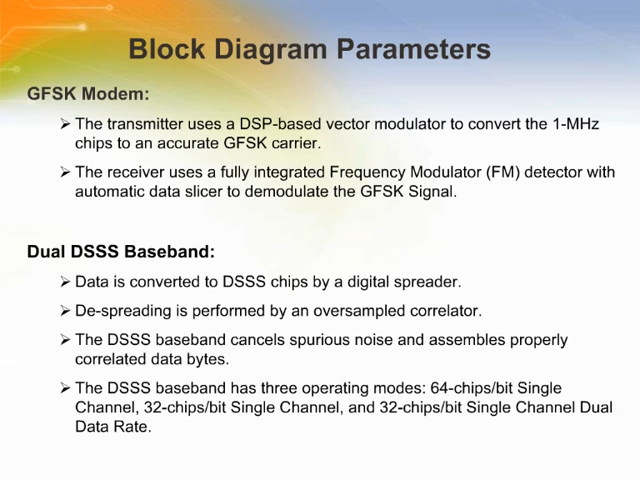 Block Diagram Parameters
GFSK Modem:
➢ The transmitter uses a DSP-based vector modulator to convert the 1-MHz
chips to an accurate GFSK carrier.
➢ The receiver uses a fully integrated Frequency Modulator (FM) detector with
automatic data slicer to demodulate the GFSK Signal.
Dual DSSS Baseband:
➢ Data is converted to DSSS chips by a digital spreader.
➢ De-spreading is performed by an oversampled correlator.
➢ The DSSS baseband cancels spurious noise and assembles properly
correlated data bytes.
➢ The DSSS baseband has three operating modes: 64-chips/bit Single
Channel, 32-chips/bit Single Channel, and 32-chips/bit Single Channel Dual
Data Rate.